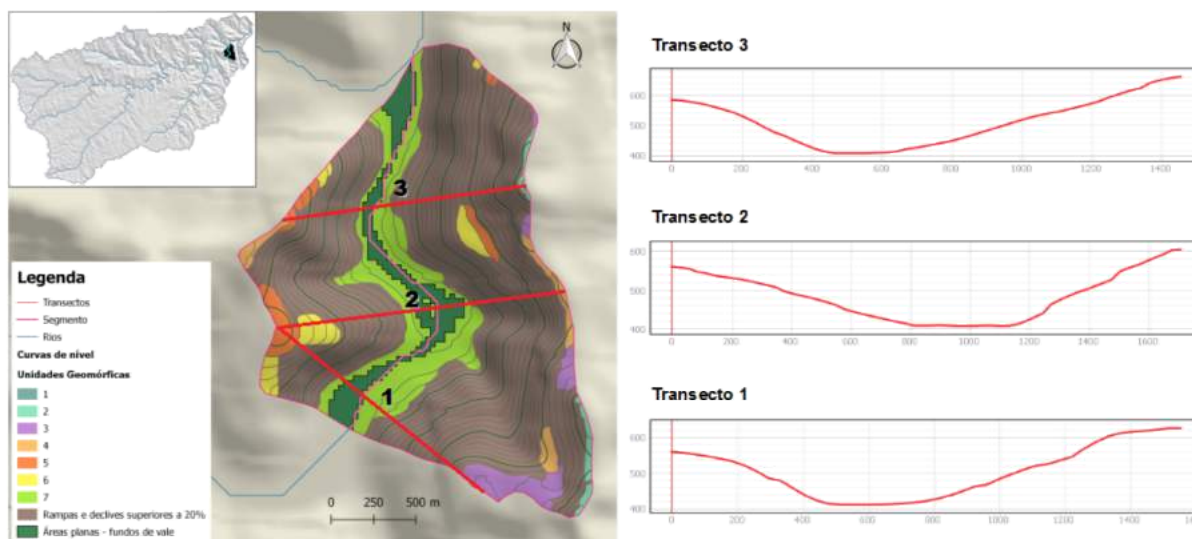 N
3
2
1
Legenda
Transectos
Segmento
Rios
Curvas de nível
Unidades Geomórficas
1
2
3
4
5
6
7
Rampas e declives superiores a 20%
Áreas planas - fundos de vale
0 250 500 m
Transecto 3
600
500
400
0 200 400 600 800 1000 1200 1400
Transecto 2
600
500
400
0 200 400 600 800 1000 1200 1400 1600
Transecto 1
600
500
400
0 200 400 600 800 1000 1200 1400